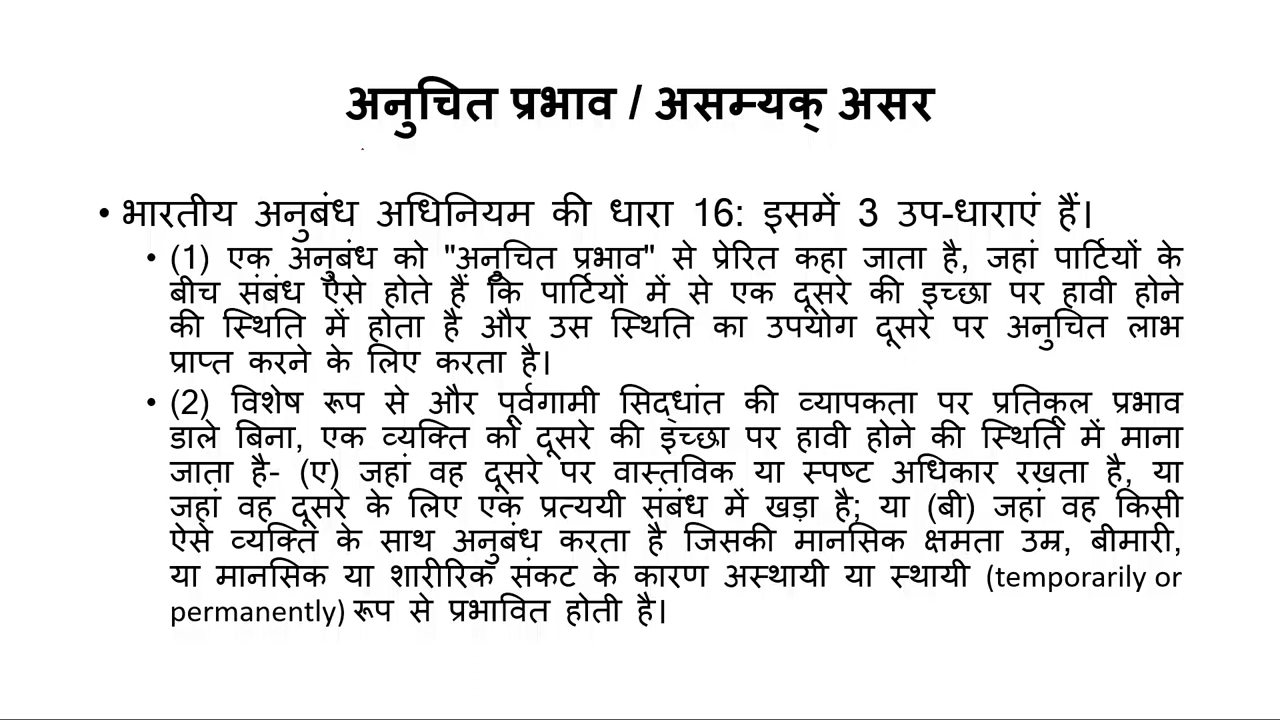 अनुचित प्रभाव / असम्यक् असर
• भारतीय अनुबंध अधिनियम की धारा 16: इसमें 3 उप-धाराएं हैं।
• (1) एक अनुबंध को "अनुचित प्रभाव" से प्रेरित कहा जाता है, जहां पार्टियों के
बीच संबंध ऐसे होते हैं कि पार्टियों में से एक दूसरे की इच्छा पर हावी होने
की स्थिति में होता है और उस स्थिति का उपयोग दूसरे पर अनुचित लाभ
प्राप्त करने के लिए करता है।
• (2) विशेष रूप से और पूर्वगामी सिद्धांत की व्यापकता पर प्रतिकूल प्रभाव
डाले बिना, एक व्यक्ति को दूसरे की इच्छा पर हावी होने की स्थिति में माना
जाता है- (ए) जहां वह दूसरे पर वास्तविक या स्पष्ट अधिकार रखता है, या
जहां वह दूसरे के लिए एक प्रत्ययी संबंध में खड़ा है; या (बी) जहां वह किसी
ऐसे व्यक्ति के साथ अनुबंध करता है जिसकी मानसिक क्षमता उम्र, बीमारी,
या मानसिक या शारीरिक संकट के कारण अस्थायी या स्थायी (temporarily or
permanently) रूप से प्रभावित होती है।